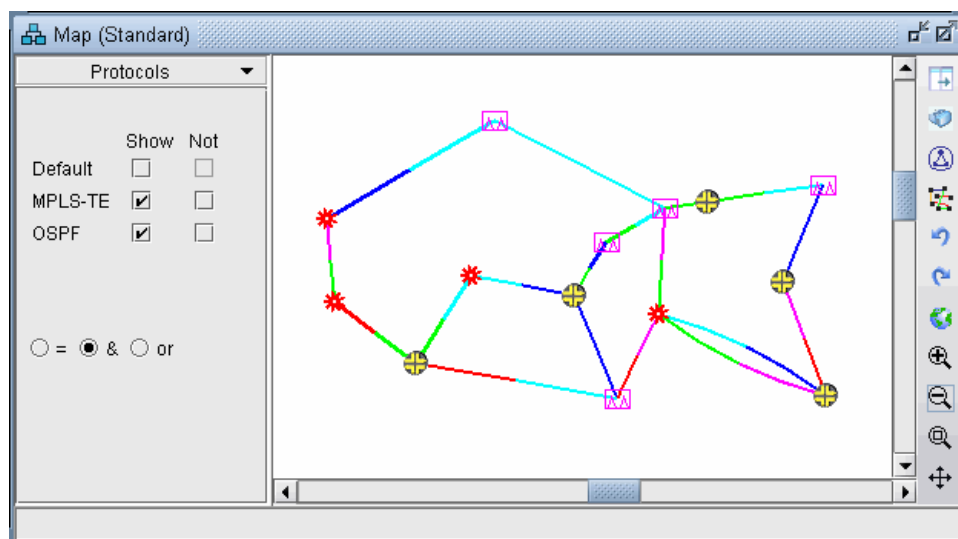 Map (Standard)
Protocols
Show Not
Default
MPLS-TE
OSPF
= & or